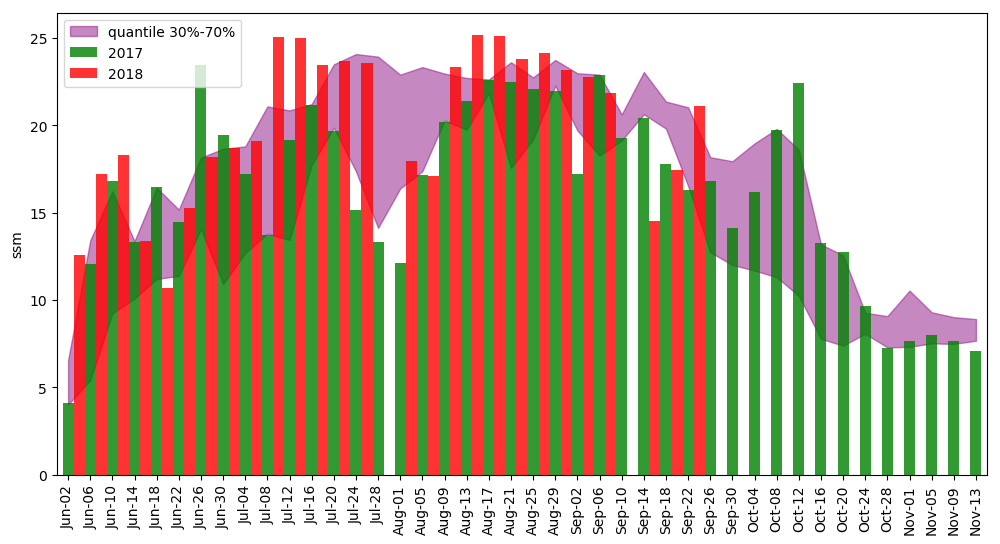 quantile 30%-70%
2017
2018
ssm
25
20
15
10
5
0
Jun-02
Jun-06
Jun-10
Jun-14
Jun-18
Jun-22
Jun-26
Jun-30
Jul-04
Jul-08
Jul-12
Jul-16
Jul-20
Jul-24
Jul-28
Aug-01
Aug-05
Aug-09
Aug-13
Aug-17
Aug-21
Aug-25
Aug-29
Sep-02
Sep-06
Sep-10
Sep-14
Sep-18
Sep-22
Sep-26
Sep-30
Oct-04
Oct-08
Oct-12
Oct-16
Oct-20
Oct-24
Oct-28
Nov-01
Nov-05
Nov-09
Nov-13